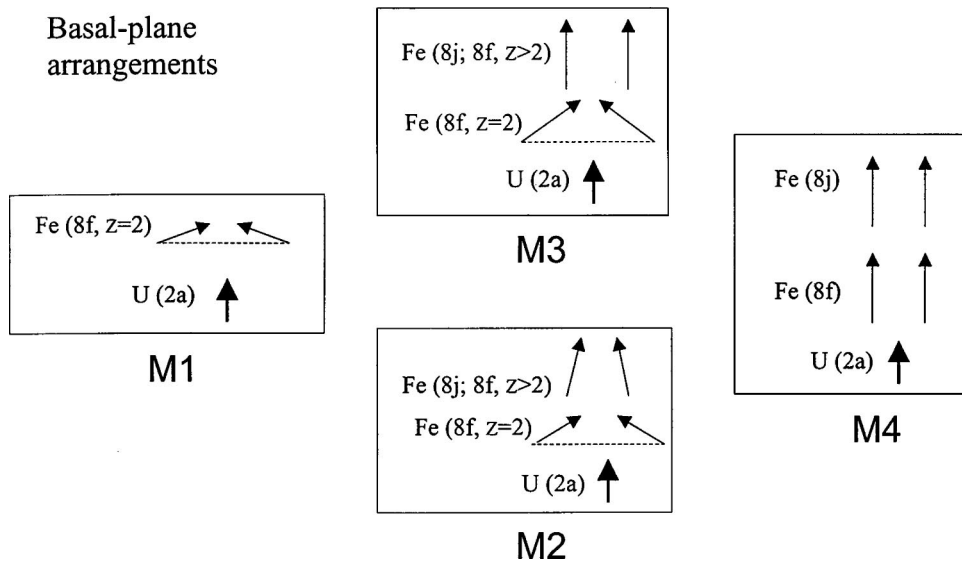 Basal-plane
arrangements
Fe (8f, z=2)
U (2a)
M1
Fe (8j; 8f, z>2)
Fe (8f, z=2)
U (2a)
M3
Fe (8j; 8f, z>2)
Fe (8f, z=2)
U (2a)
M2
Fe (8j)
Fe (8f)
U (2a)
M4